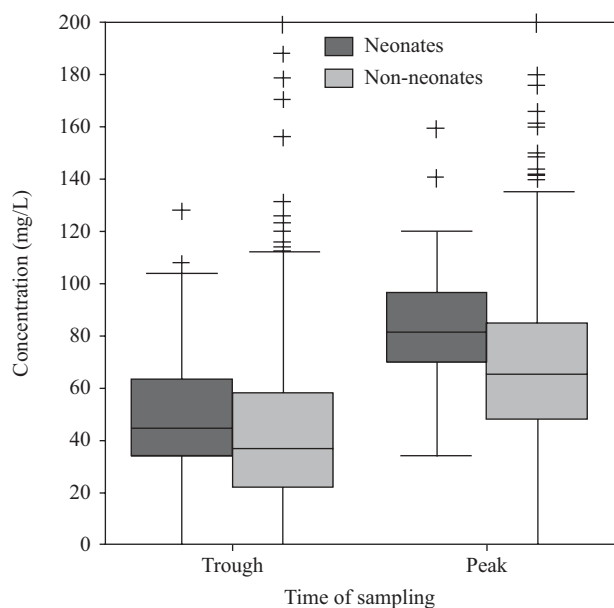 200
180
160
140
120
100
80
60
40
20
0
Concentration (mg/L)
Neonates
Non-neonates
Trough
Peak
Time of sampling